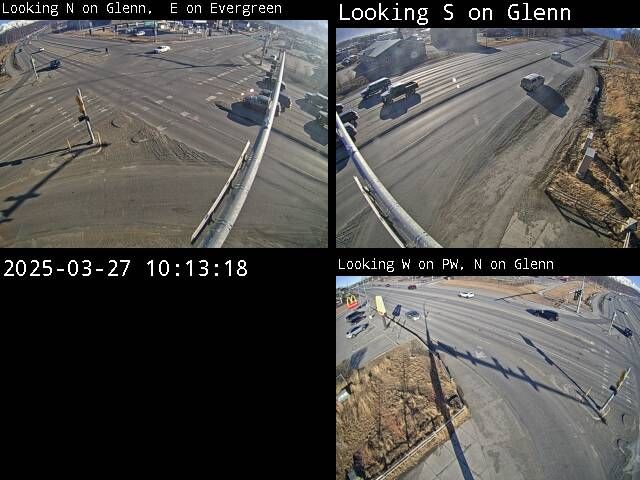 Looking N on Glenn,  E on Evergreen
Looking S on Glenn
2025-03-27 10:13:18
Looking W on PW, N on Glenn